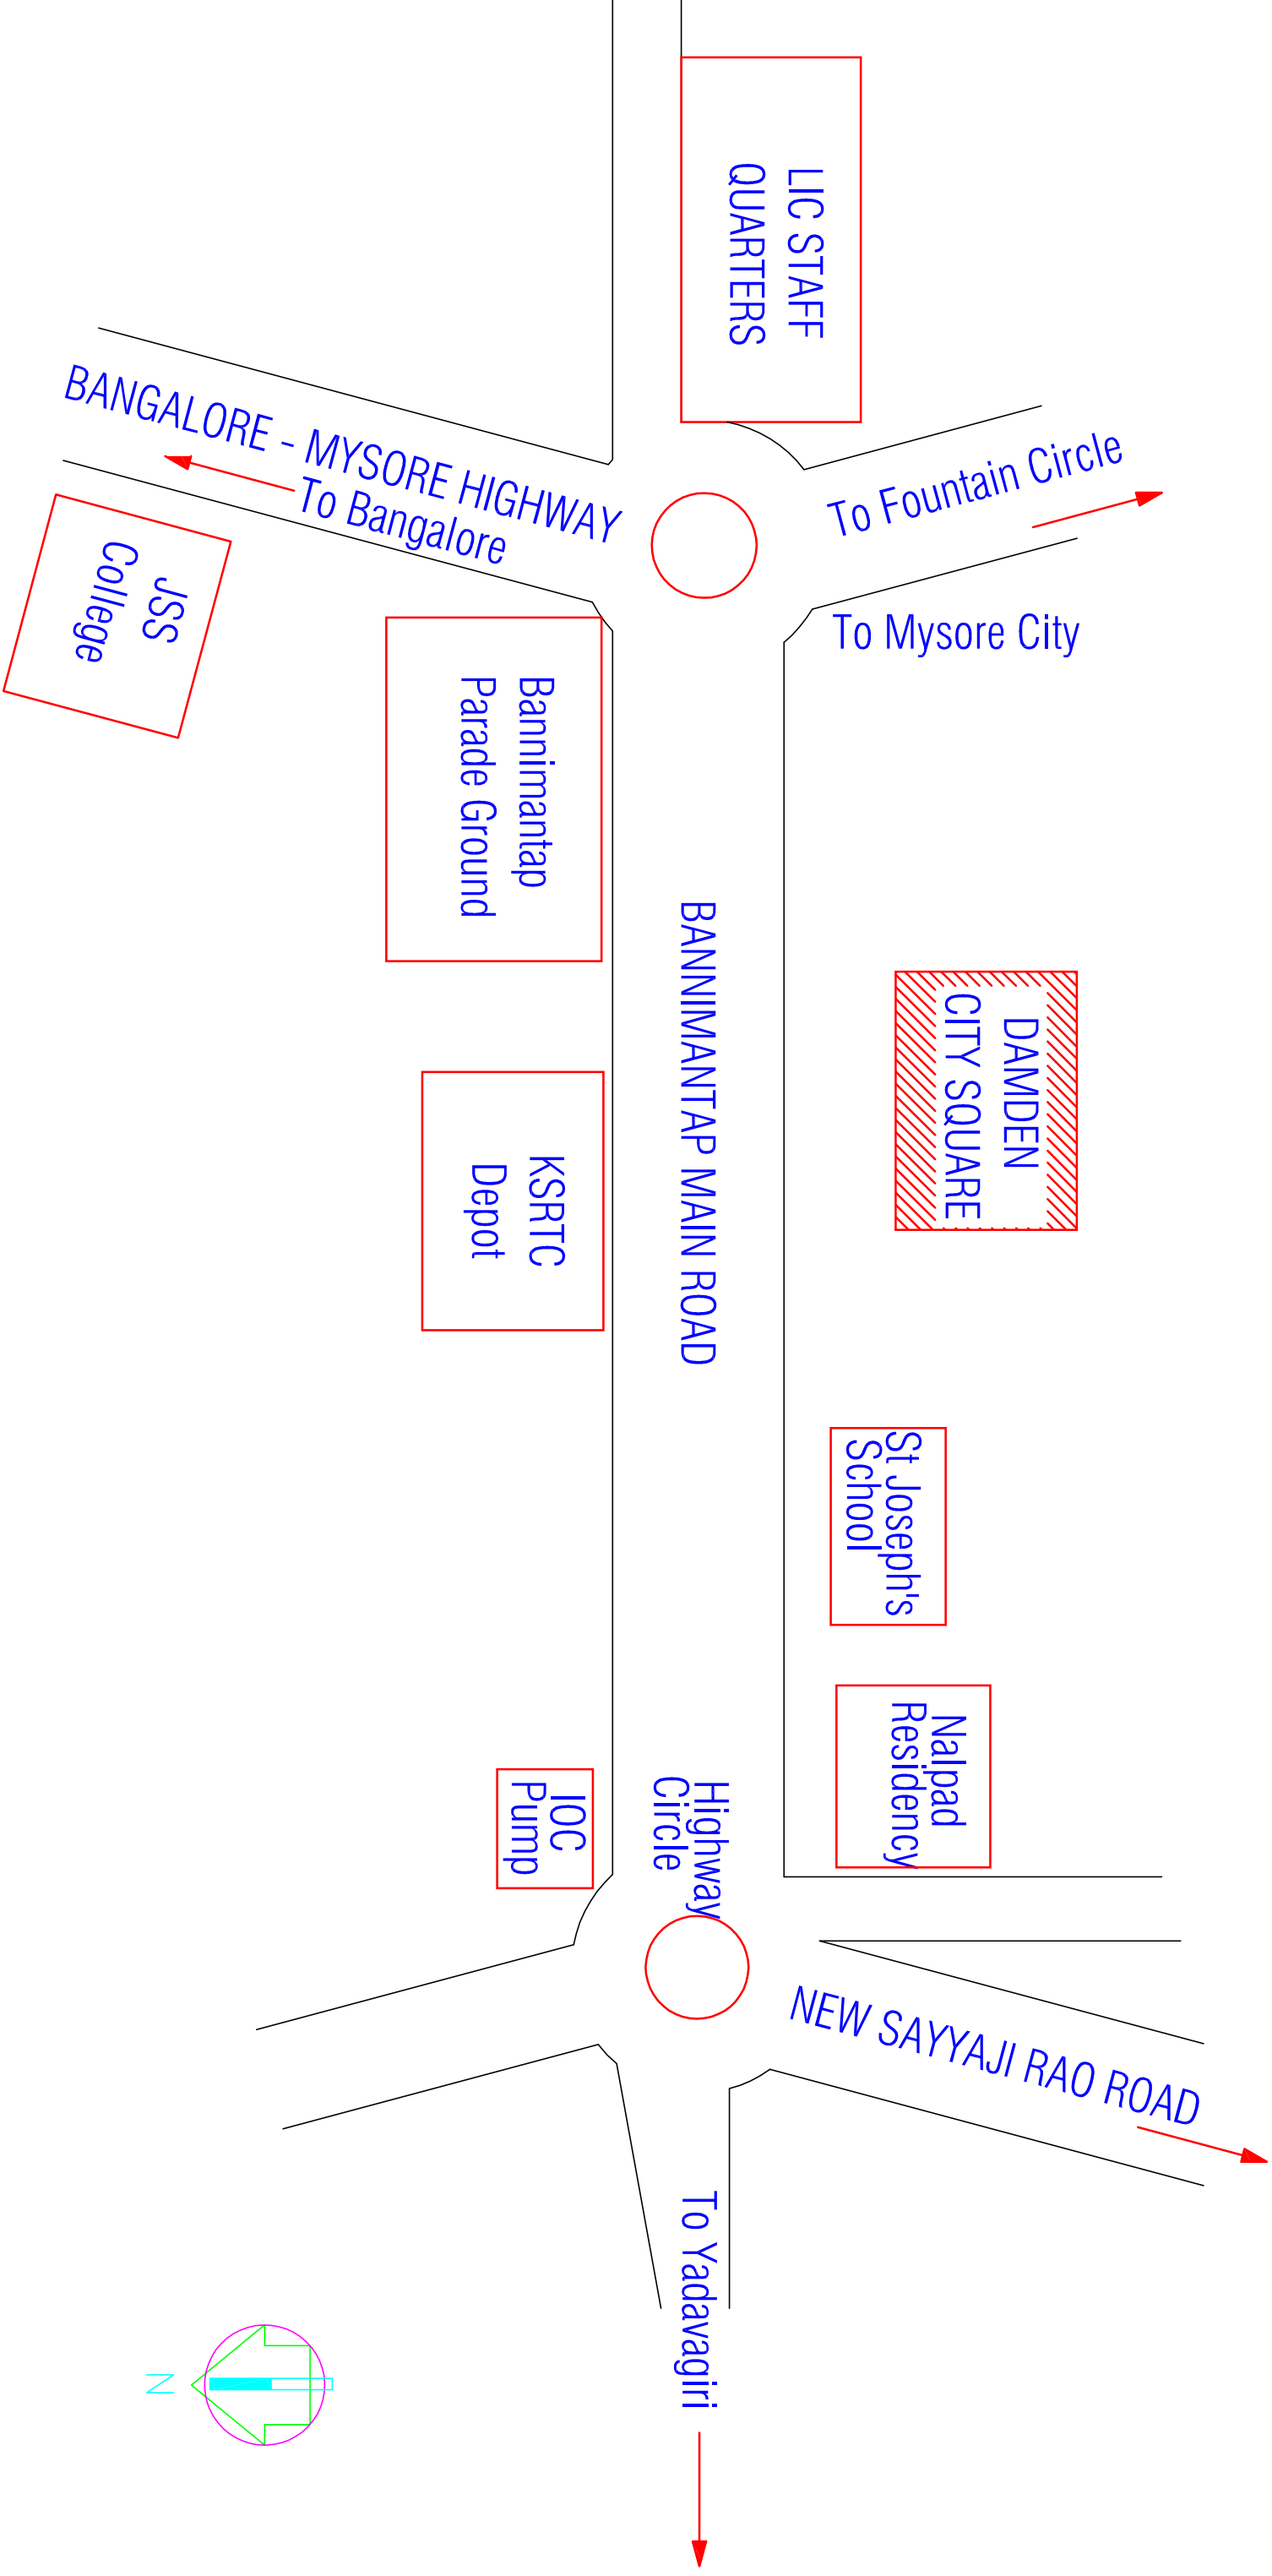 LIC STAFF
QUARTERS
BANGALORE - MYSORE HIGHWAY
To Bangalore
To Fountain Circle
To Mysore City
JSS
College
Bannimantap
Parade Ground
BANNIMANTAP MAIN ROAD
DAMDEN
CITY SQUARE
KSRTC
Depot
St Joseph's
School
Nalpad
Residency
IOC
Pump
Highway
Circle
NEW SAYYAJI RAO ROAD
To Yadavagiri
N